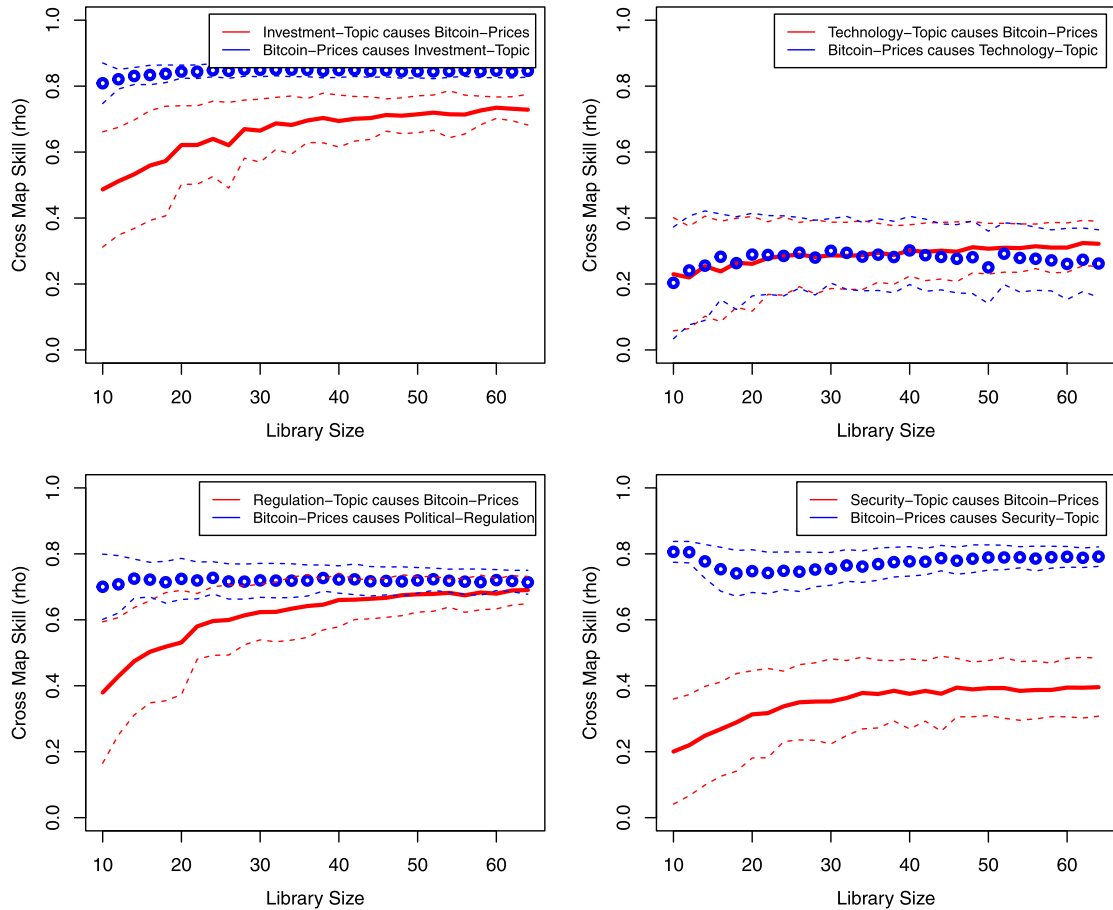 Investment−Topic causes Bitcoin−Prices
Bitcoin−Prices causes Investment−Topic
Cross Map Skill (rho)
1.0
0.8
0.6
0.4
0.2
0.0
10 20 30 40 50 60
Library Size
Technology−Topic causes Bitcoin−Prices
Bitcoin−Prices causes Technology−Topic
Cross Map Skill (rho)
1.0
0.8
0.6
0.4
0.2
0.0
10 20 30 40 50 60
Library Size
Regulation−Topic causes Bitcoin−Prices
Bitcoin−Prices causes Political−Regulation
Cross Map Skill (rho)
1.0
0.8
0.6
0.4
0.2
0.0
10 20 30 40 50 60
Library Size
Security−Topic causes Bitcoin−Prices
Bitcoin−Prices causes Security−Topic
Cross Map Skill (rho)
1.0
0.8
0.6
0.4
0.2
0.0
10 20 30 40 50 60
Library Size